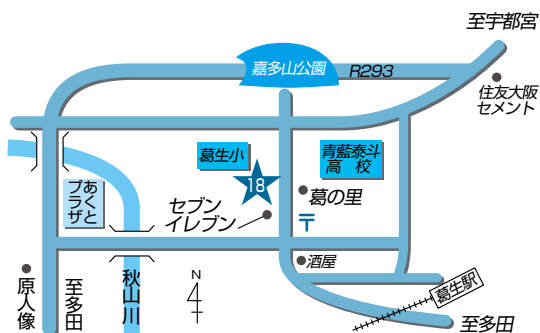 至宇都宮
嘉多山公園
R293
住友大阪
セメント
葛生小
青藍泰斗
高 校
18
あくと
プラザ
セブン
イレブン
葛の里
〒
酒屋
原人像
至多田
秋山川
N
4
葛生駅
至多田